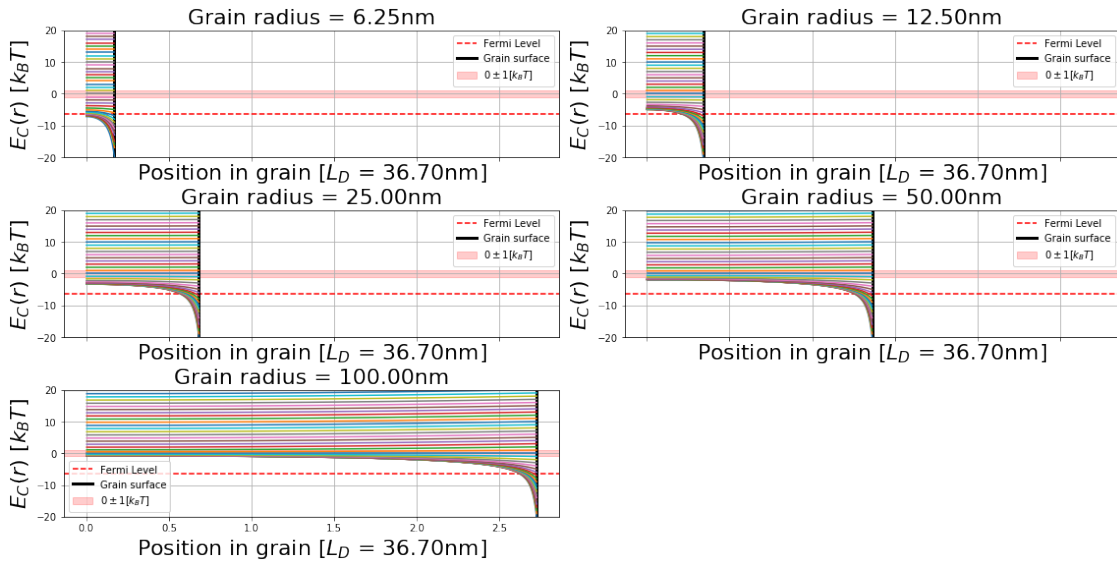 Grain radius = 6.25nm
E_C(r) [k_BT]
20
10
0
−10
−20
Fermi Level
Grain surface
0 ± 1[k_BT]
Position in grain [L_D = 36.70nm]
Grain radius = 12.50nm
E_C(r) [k_BT]
20
10
0
−10
−20
Fermi Level
Grain surface
0 ± 1[k_BT]
Position in grain [L_D = 36.70nm]
Grain radius = 25.00nm
E_C(r) [k_BT]
20
10
0
−10
−20
Fermi Level
Grain surface
0 ± 1[k_BT]
Position in grain [L_D = 36.70nm]
Grain radius = 50.00nm
E_C(r) [k_BT]
20
10
0
−10
−20
Fermi Level
Grain surface
0 ± 1[k_BT]
Position in grain [L_D = 36.70nm]
Grain radius = 100.00nm
E_C(r) [k_BT]
20
10
0
−10
−20
Fermi Level
Grain surface
0 ± 1[k_BT]
0.0 0.5 1.0 1.5 2.0 2.5
Position in grain [L_D = 36.70nm]